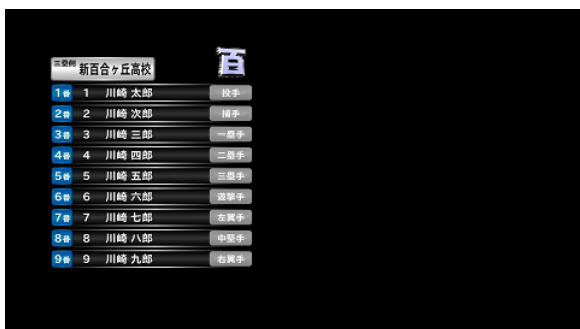 三塁側 新百合ヶ丘高校 百
1番 1 川崎 太郎 投手
2番 2 川崎 次郎 捕手
3番 3 川崎 三郎 一塁手
4番 4 川崎 四郎 二塁手
5番 5 川崎 五郎 三塁手
6番 6 川崎 六郎 遊撃手
7番 7 川崎 七郎 左翼手
8番 8 川崎 八郎 中堅手
9番 9 川崎 九郎 右翼手